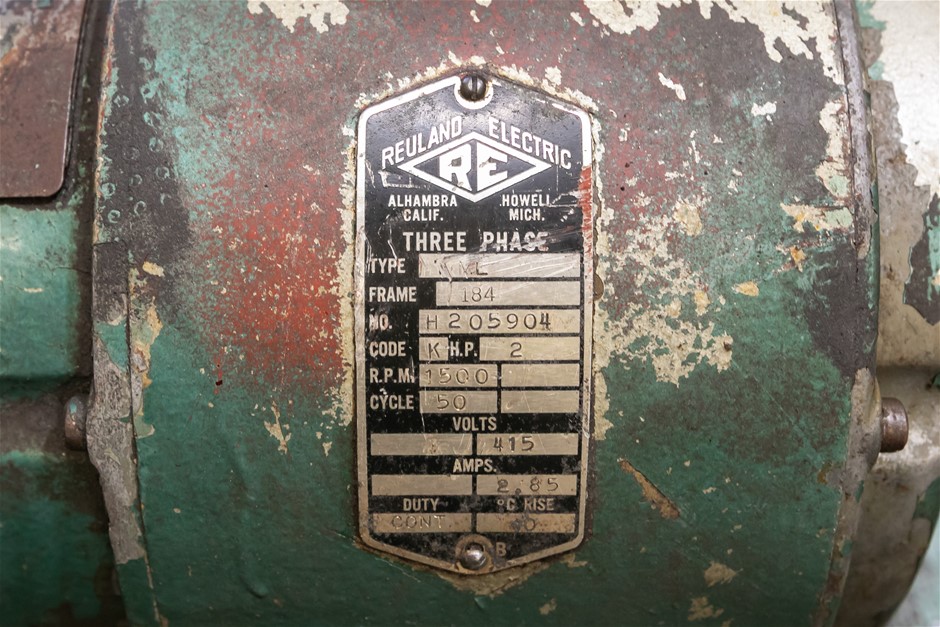 REULAND ELECTRIC
RE
ALHAMBRA HOWELL
CALIF. MICH.
THREE PHASE
TYPE
FRAME 184
NO. H205904
CODE K H.P. 2
R.P.M. 1500
CYCLE 50
VOLTS
415
AMPS.
2.85
DUTY °C RISE
CONT
B